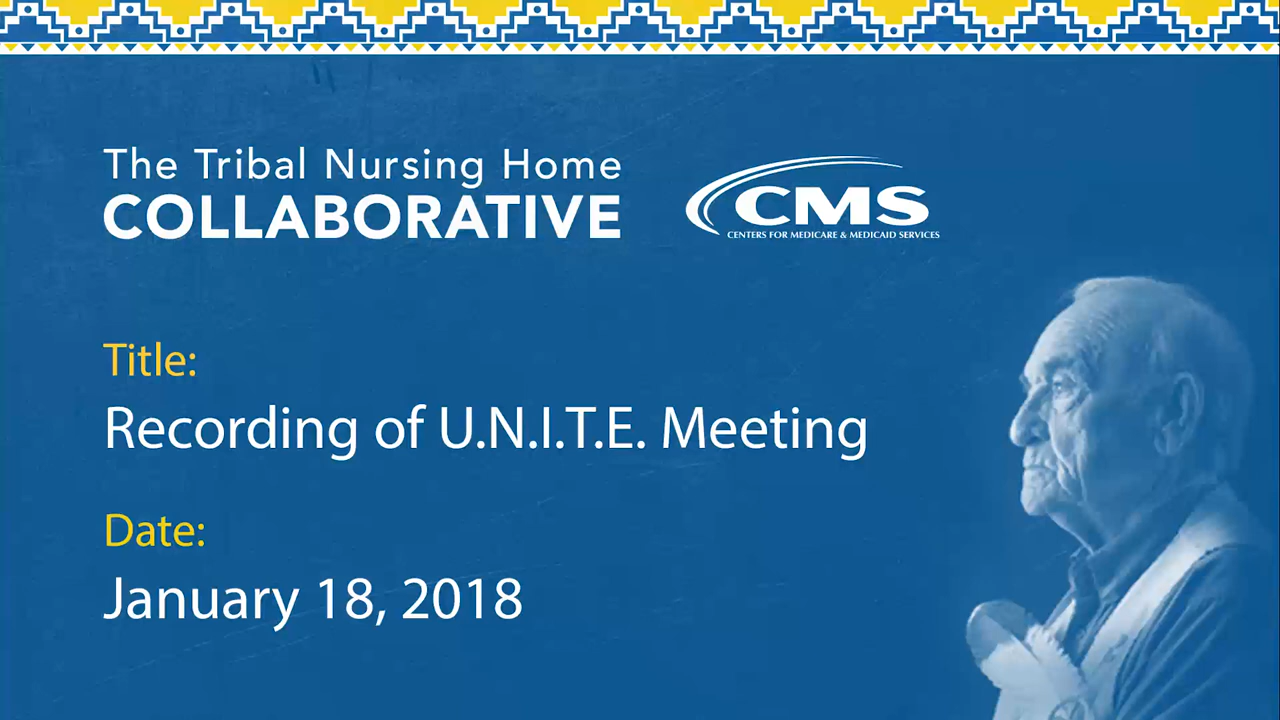 The Tribal Nursing Home
COLLABORATIVE
CMS
CENTERS FOR MEDICARE & MEDICAID SERVICES
Title:
Recording of U.N.I.T.E. Meeting
Date:
January 18, 2018